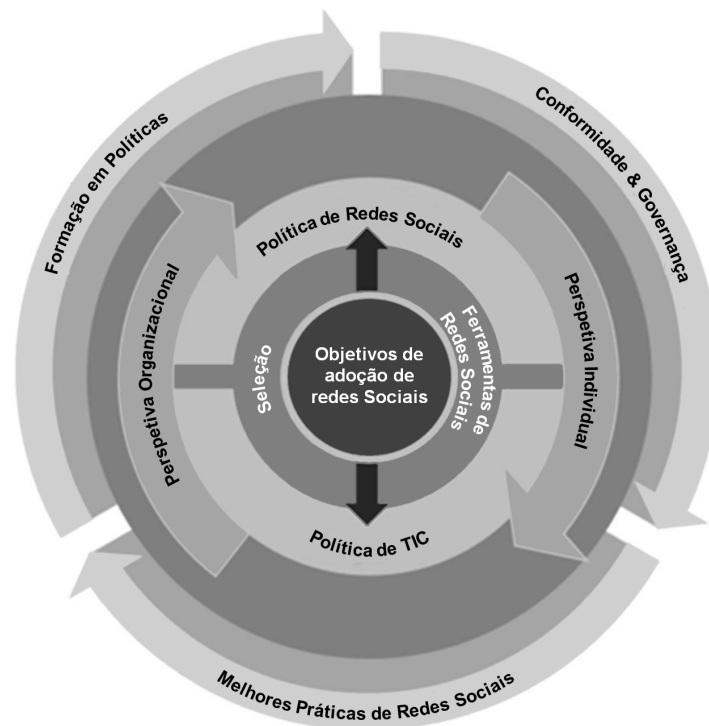 Formação em Políticas
Conformidade & Governança
Política de Redes Sociais
Perspetiva Organizacional
Perspetiva Individual
Seleção
Ferramentas de
Redes Sociais
Objetivos de
adoção de
redes Sociais
Política de TIC
Melhores Práticas de Redes Sociais